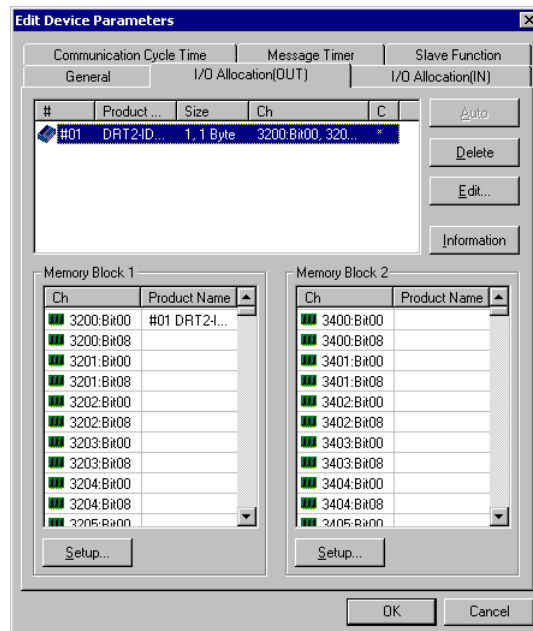 Edit Device Parameters
Communication Cycle Time Message Timer Slave Function
General I/O Allocation(OUT) I/O Allocation(IN)
# Product ... Size Ch C
#01 DRT2-ID... 1, 1 Byte 3200:Bit00, 320... *
Auto
Delete
Edit...
Information
Memory Block 1
Ch Product Name
3200:Bit00 #01 DRT2-I...
3200:Bit08
3201:Bit00
3201:Bit08
3202:Bit00
3202:Bit08
3203:Bit00
3203:Bit08
3204:Bit00
3204:Bit08
3205:Bit00
Setup...
Memory Block 2
Ch Product Name
3400:Bit00
3400:Bit08
3401:Bit00
3401:Bit08
3402:Bit00
3402:Bit08
3403:Bit00
3403:Bit08
3404:Bit00
3404:Bit08
3405:Bit00
Setup...
OK Cancel